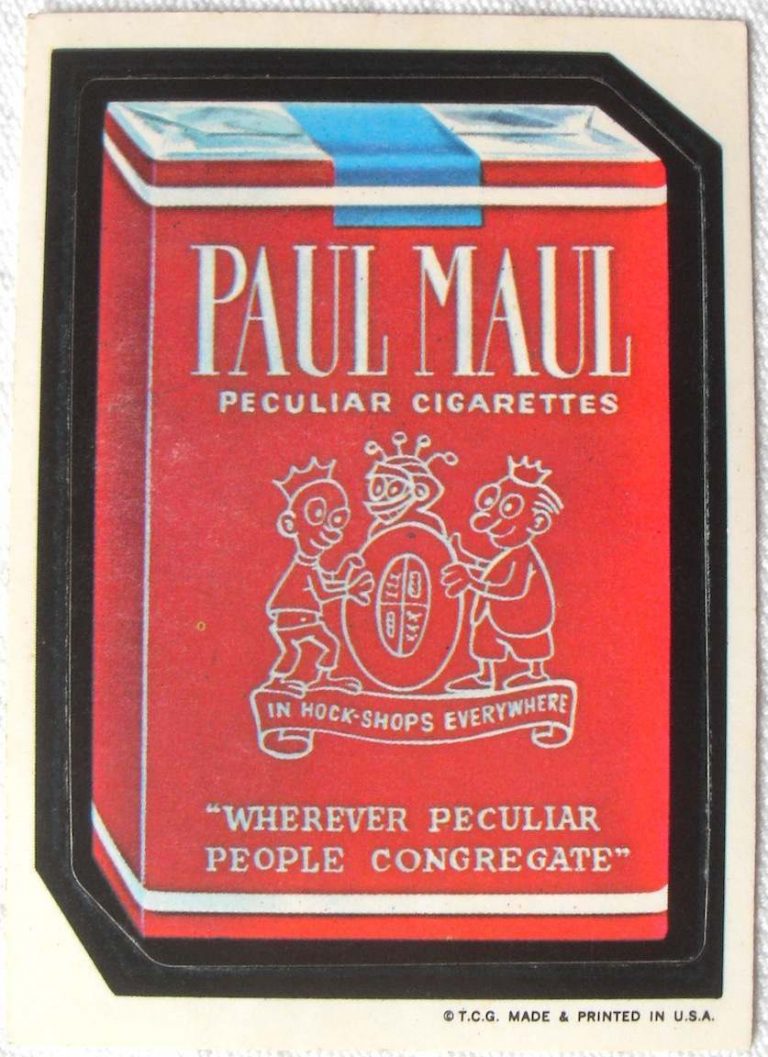 PAUL MAUL
PECULIAR CIGARETTES
IN HOCK-SHOPS EVERYWHERE
"WHEREVER PECULIAR
PEOPLE CONGREGATE"
© T.C.G. MADE & PRINTED IN U.S.A.